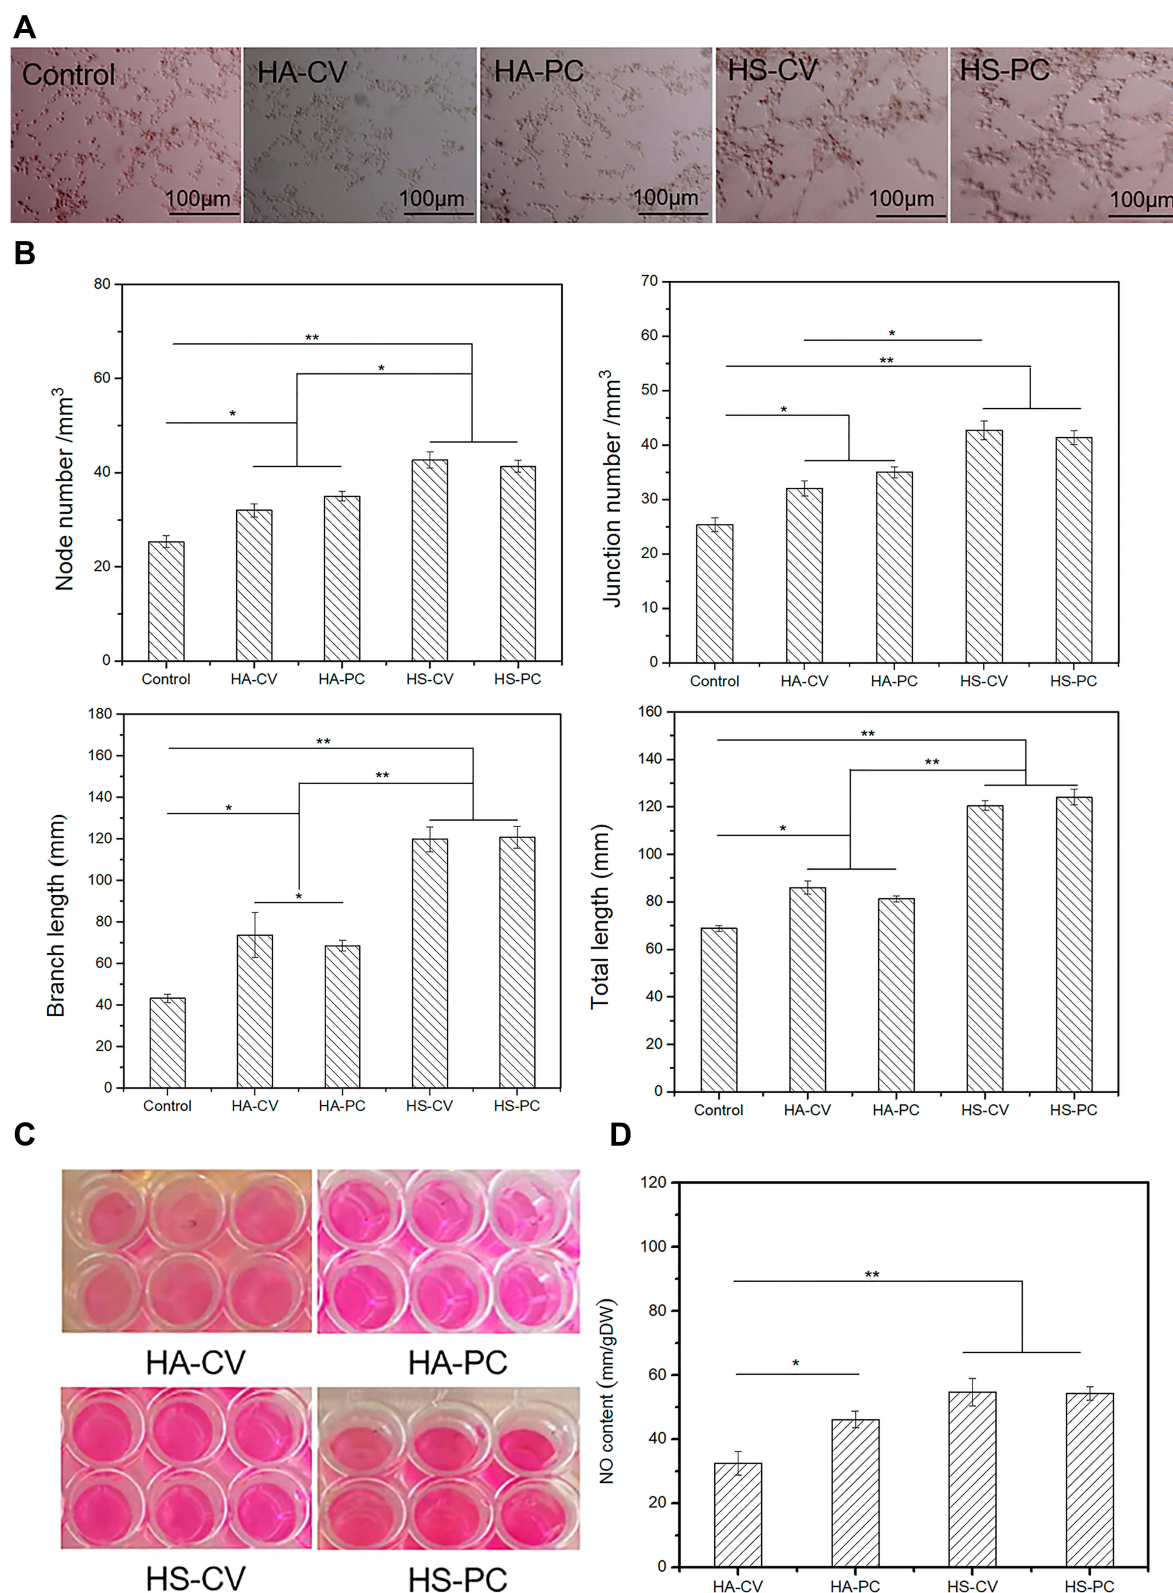 A
Control HA-CV HA-PC HS-CV HS-PC
100μm 100μm 100μm 100μm 100μm
B
Node number /mm³
80
60
40
20
0
** * *
Control HA-CV HA-PC HS-CV HS-PC
Junction number /mm³
70
60
50
40
30
20
10
0
* ** *
Control HA-CV HA-PC HS-CV HS-PC
Branch length (mm)
180
160
140
120
100
80
60
40
20
0
** ** * *
Control HA-CV HA-PC HS-CV HS-PC
Total length (mm)
160
140
120
100
80
60
40
20
0
** ** *
Control HA-CV HA-PC HS-CV HS-PC
C
HA-CV HA-PC
HS-CV HS-PC
D
NO content (mm/gDW)
120
100
80
60
40
20
0
** *
HA-CV HA-PC HS-CV HS-PC